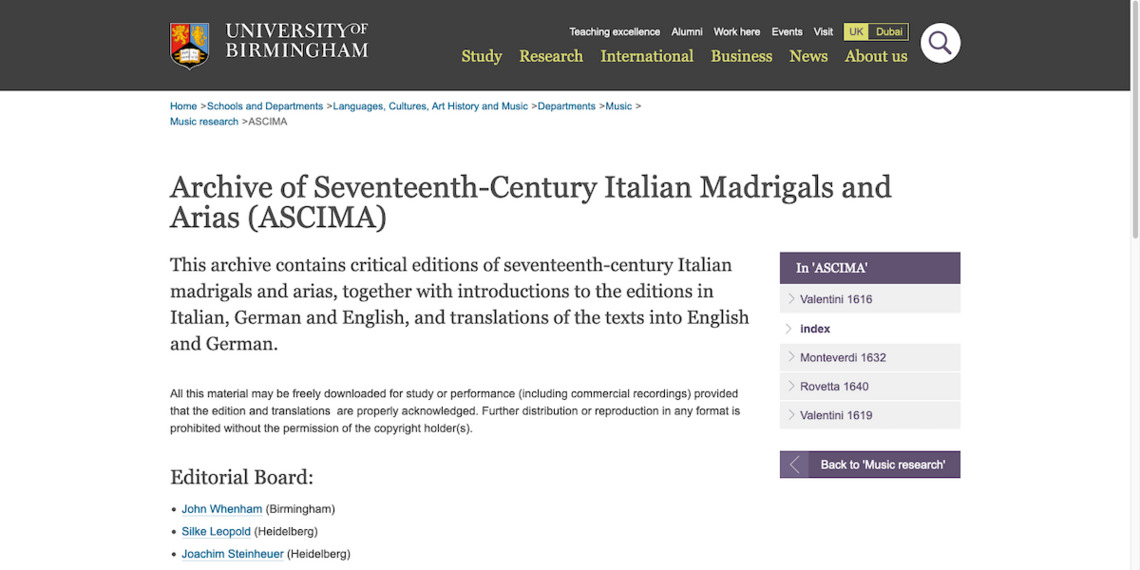 UNIVERSITY OF
BIRMINGHAM
Teaching excellence Alumni Work here Events Visit UK Dubai
Study Research International Business News About us
Home >Schools and Departments >Languages, Cultures, Art History and Music >Departments >Music >
Music research >ASCIMA
Archive of Seventeenth-Century Italian Madrigals and
Arias (ASCIMA)
This archive contains critical editions of seventeenth-century Italian
madrigals and arias, together with introductions to the editions in
Italian, German and English, and translations of the texts into English
and German.
All this material may be freely downloaded for study or performance (including commercial recordings) provided
that the edition and translations are properly acknowledged. Further distribution or reproduction in any format is
prohibited without the permission of the copyright holder(s).
Editorial Board:
• John Whenham (Birmingham)
• Silke Leopold (Heidelberg)
• Joachim Steinheuer (Heidelberg)
In 'ASCIMA'
Valentini 1616
index
Monteverdi 1632
Rovetta 1640
Valentini 1619
Back to 'Music research'